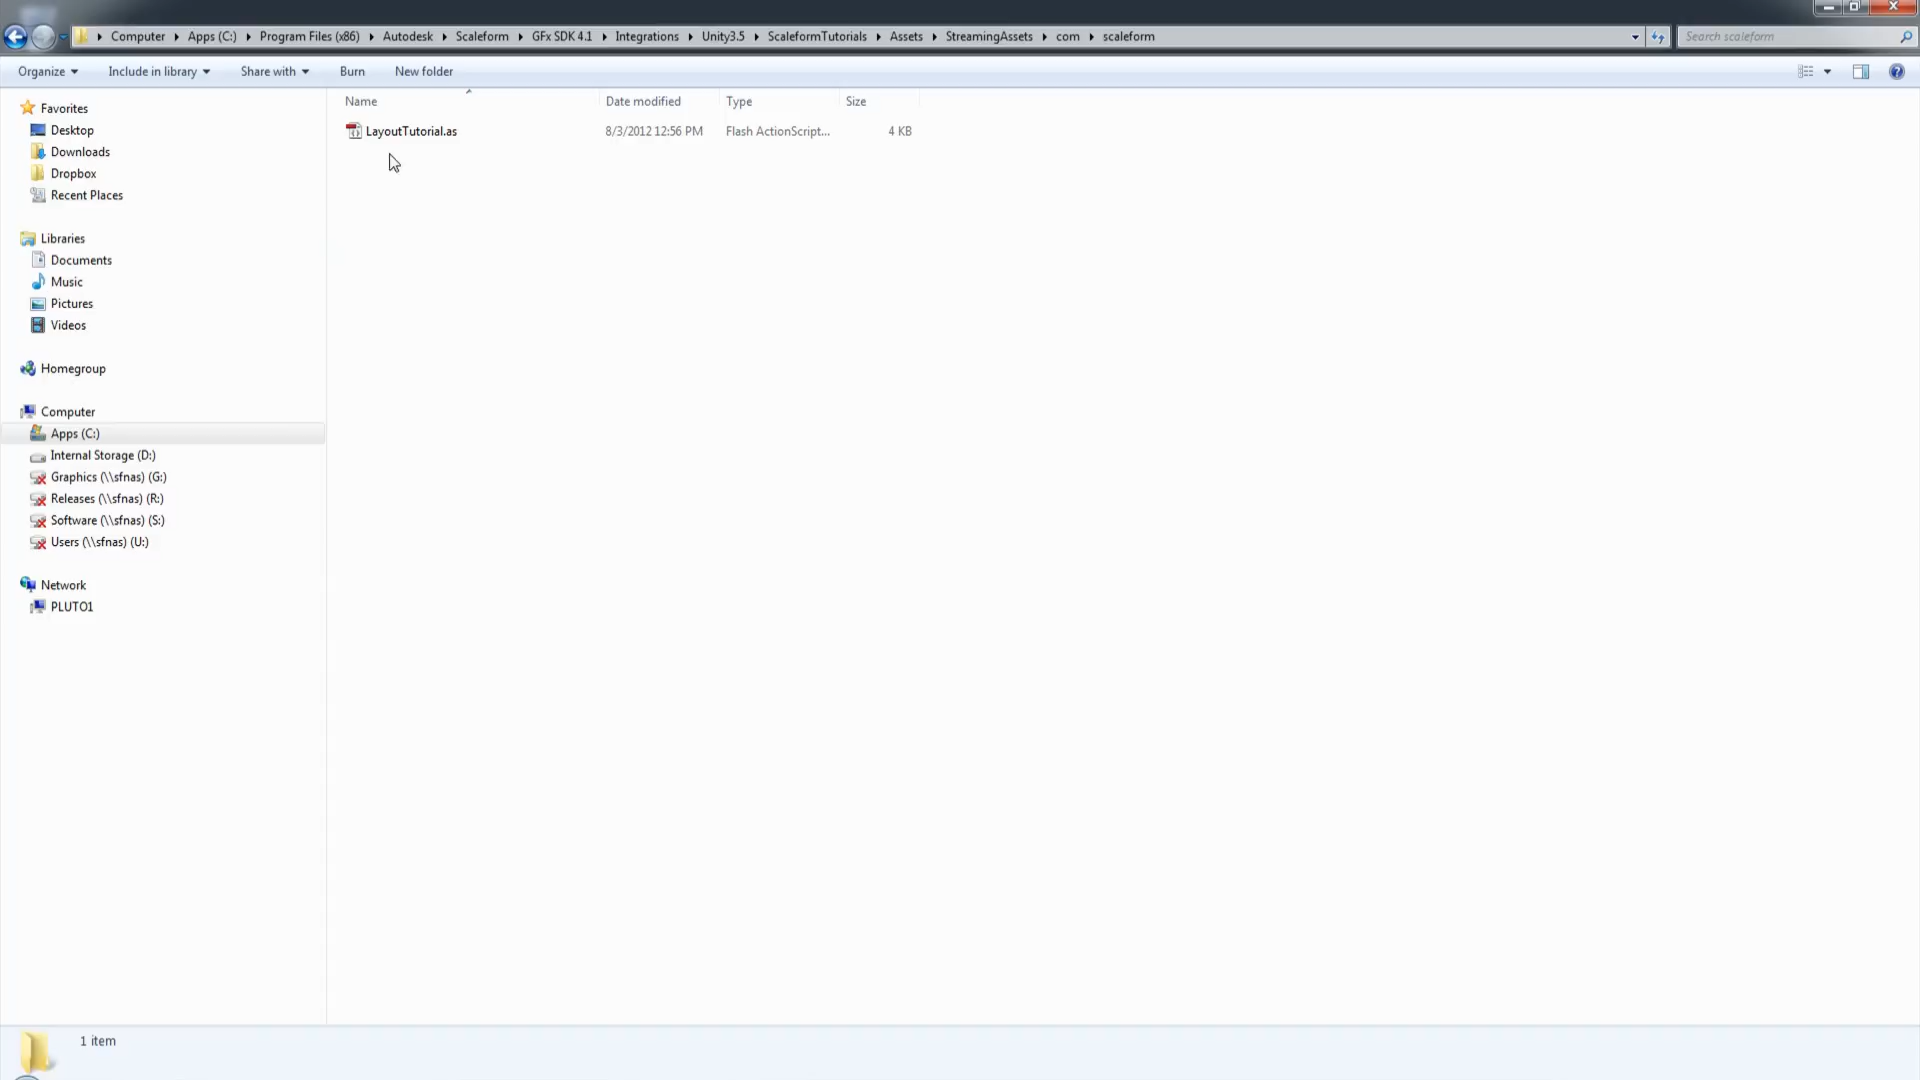 Computer Apps (C:) Program Files (x86) Autodesk Scaleform GFx SDK 4.1 Integrations Unity3.5 ScaleformTutorials Assets StreamingAssets com scaleform Search scaleform
Organize Include in library Share with Burn New folder
Name Date modified Type Size
LayoutTutorial.as 8/3/2012 12:56 PM Flash ActionScript... 4 KB
Favorites
Desktop
Downloads
Dropbox
Recent Places
Libraries
Documents
Music
Pictures
Videos
Homegroup
Computer
Apps (C:)
Internal Storage (D:)
Graphics (\\sfnas) (G:)
Releases (\\sfnas) (R:)
Software (\\sfnas) (S:)
Users (\\sfnas) (U:)
Network
PLUTO1
1 item